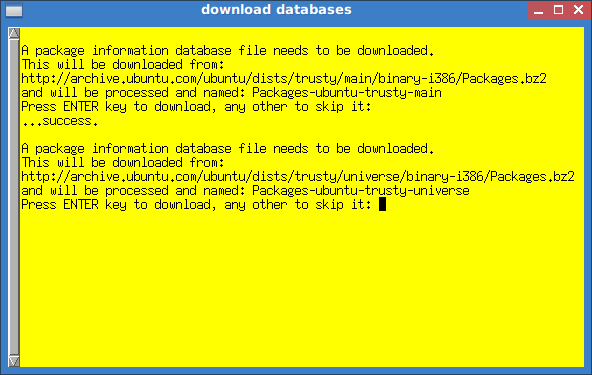 download databases
A package information database file needs to be downloaded.
This will be downloaded from:
http://archive.ubuntu.com/ubuntu/dists/trusty/main/binary-i386/Packages.bz2
and will be processed and named: Packages-ubuntu-trusty-main
Press ENTER key to download, any other to skip it:
...success.
A package information database file needs to be downloaded.
This will be downloaded from:
http://archive.ubuntu.com/ubuntu/dists/trusty/universe/binary-i386/Packages.bz2
and will be processed and named: Packages-ubuntu-trusty-universe
Press ENTER key to download, any other to skip it: